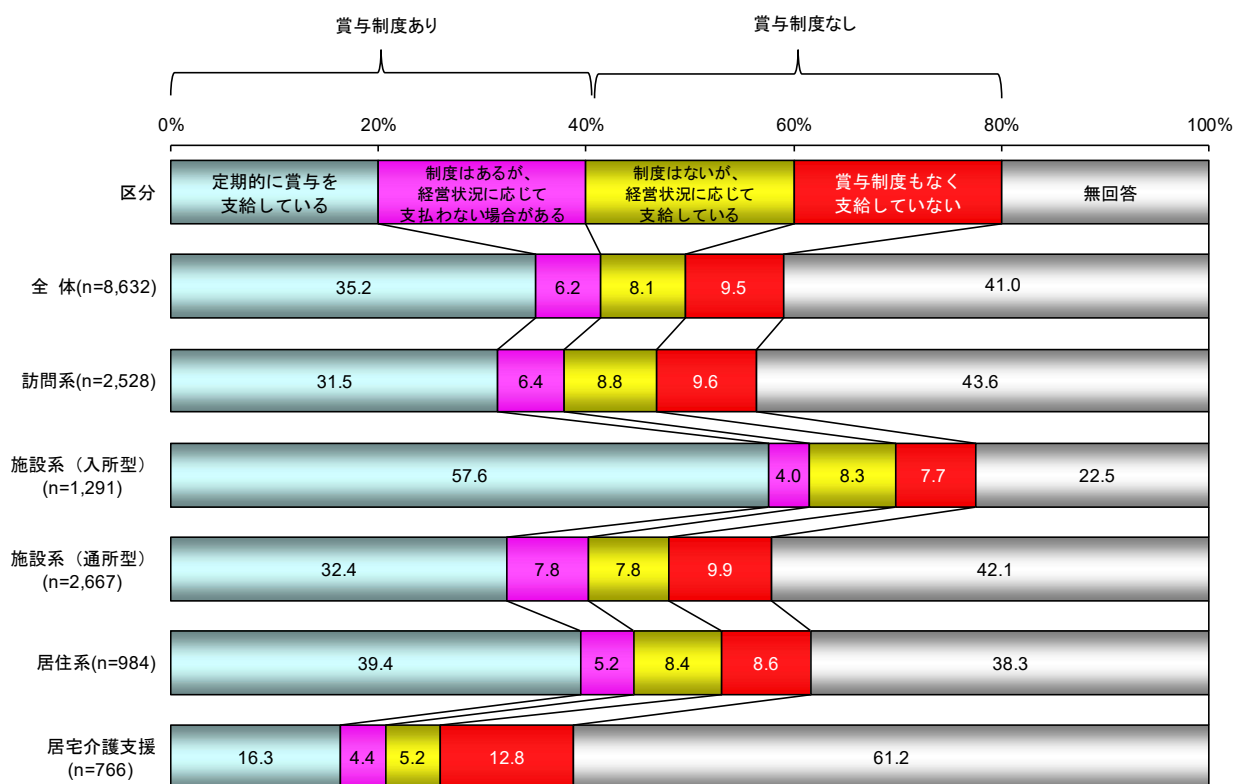 賞与制度あり
賞与制度なし
0%
20%
40%
60%
80%
100%
区分
定期的に賞与を
支給している
制度はあるが、
経営状況に応じて
支払わない場合がある
制度はないが、
経営状況に応じて
支給している
賞与制度もなく
支給していない
無回答
全 体(n=8,632)
35.2
6.2
8.1
9.5
41.0
訪問系(n=2,528)
31.5
6.4
8.8
9.6
43.6
施設系（入所型）
(n=1,291)
57.6
4.0
8.3
7.7
22.5
施設系（通所型）
(n=2,667)
32.4
7.8
7.8
9.9
42.1
居住系(n=984)
39.4
5.2
8.4
8.6
38.3
居宅介護支援
(n=766)
16.3
4.4
5.2
12.8
61.2